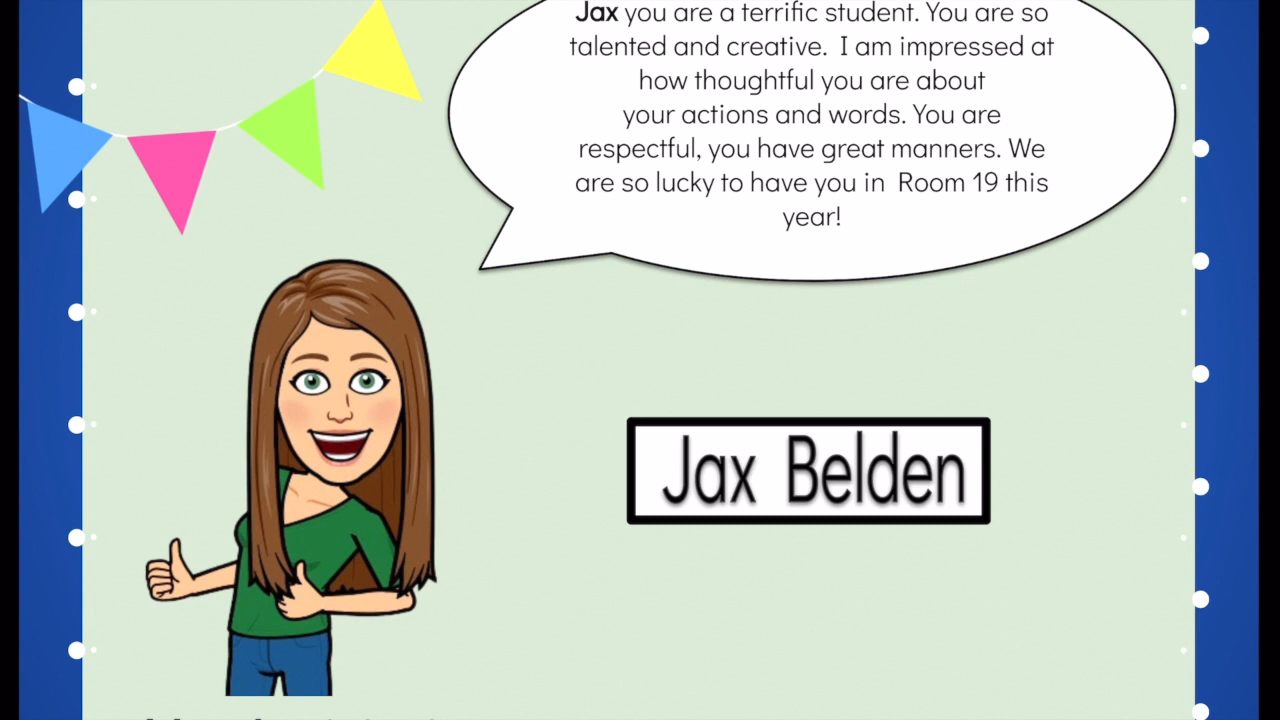 Jax you are a terrific student. You are so
talented and creative.  I am impressed at
how thoughtful you are about
your actions and words. You are
respectful, you have great manners. We
are so lucky to have you in  Room 19 this
year!
Jax Belden